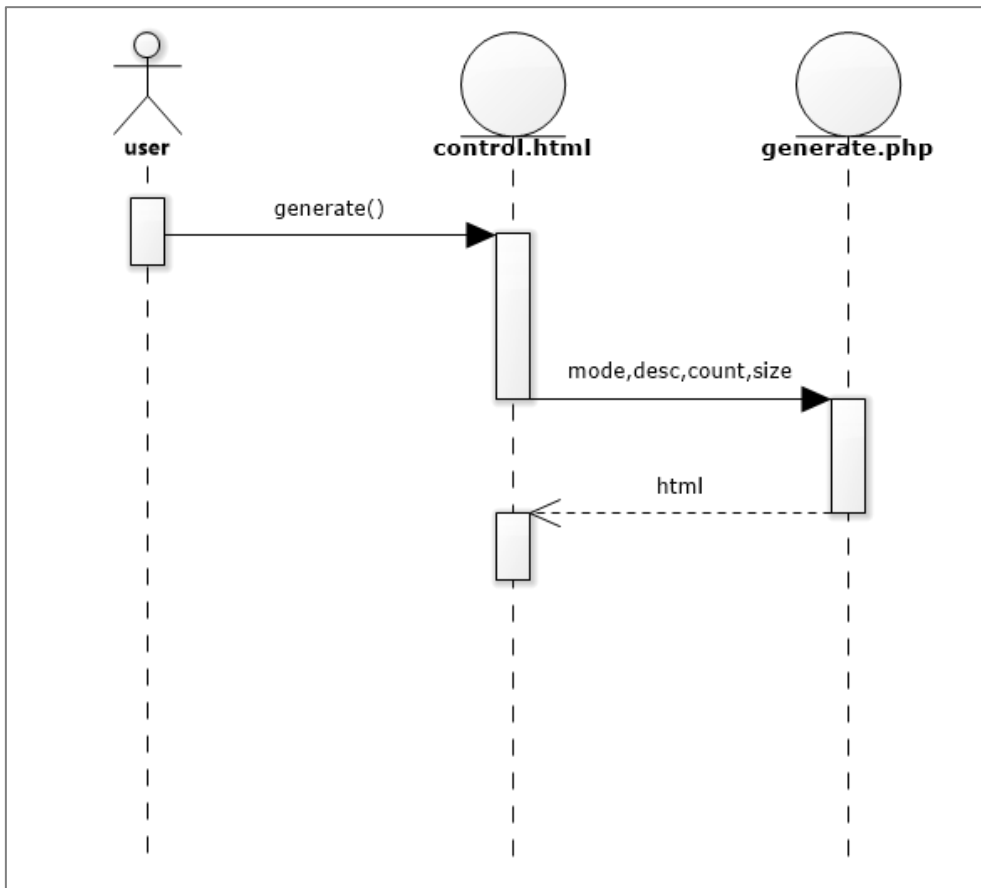 user
control.html
generate.php
generate()
mode,desc,count,size
html